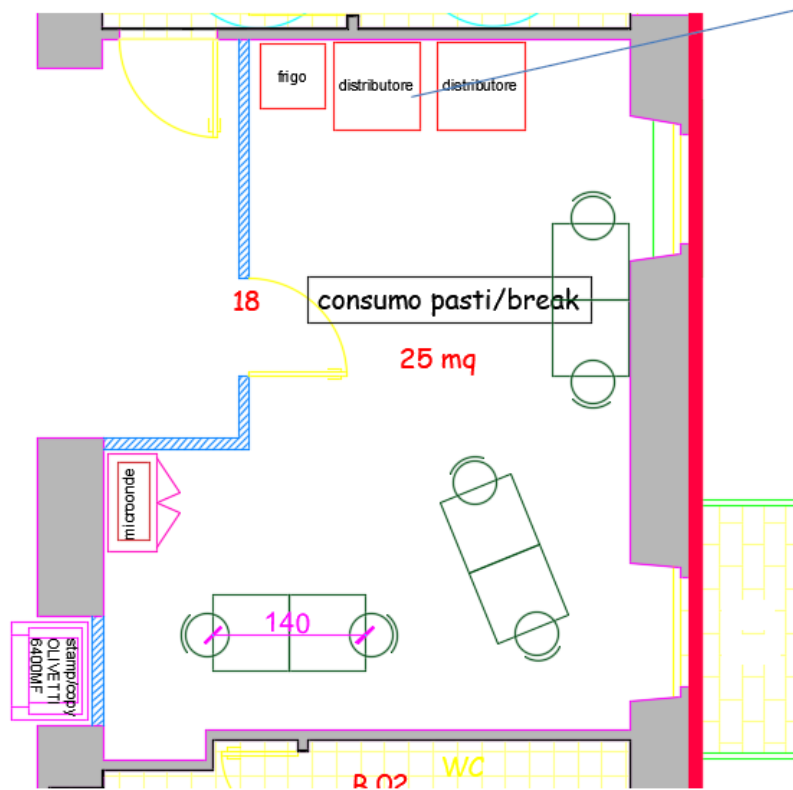 frigo
distributore
distributore
18
consumo pasti/break
25 mq
microonde
140
stamp/copy
OLIVETTI
6400MF
WC
B.02